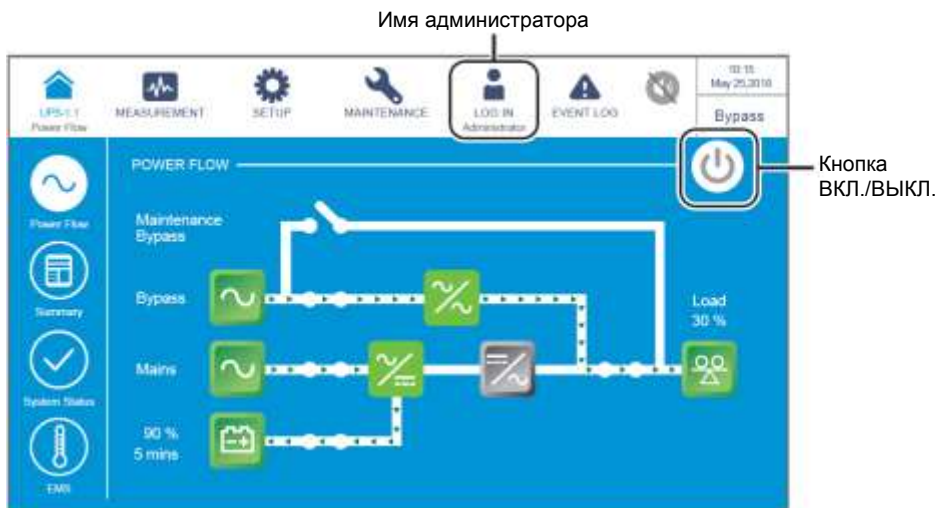 Имя администратора
10:15
May 25,2018
UPS-1.1
Power Flow
MEASUREMENT
SETUP
MAINTENANCE
LOG IN
Administrator
EVENT LOG
Bypass
POWER FLOW
Кнопка
ВКЛ./ВЫКЛ.
Power Flow
Maintenance
Bypass
Summary
Bypass
Load
30 %
Mains
System Status
90 %
5 mins
EMS